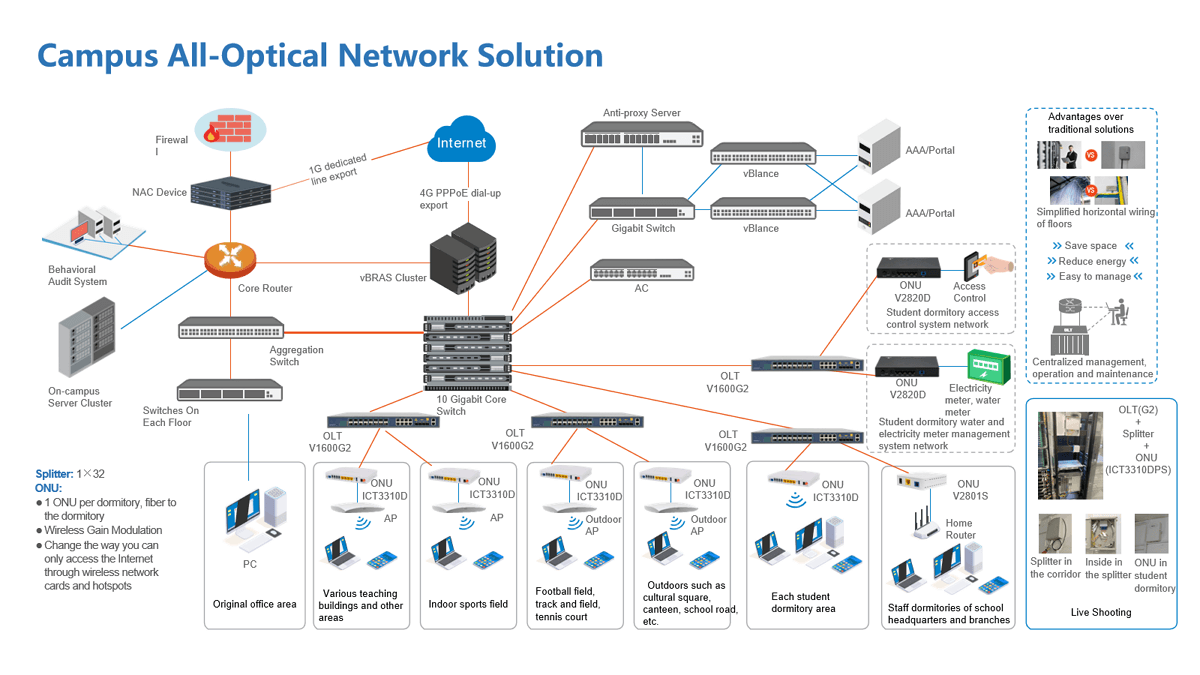 Campus All-Optical Network Solution
Firewal
l
NAC Device
1G dedicated
line export
Internet
4G PPPoE dial-up
export
Anti-proxy Server
vBlance
AAA/Portal
Gigabit Switch
vBlance
AAA/Portal
AC
Behavioral
Audit System
Core Router
vBRAS Cluster
Aggregation
Switch
On-campus
Server Cluster
Switches On
Each Floor
10 Gigabit Core
Switch
OLT
V1600G2
OLT
V1600G2
OLT
V1600G2
OLT
V1600G2
ONU
V2820D
Access
Control
Student dormitory access
control system network
ONU
V2820D
Electricity
meter, water
meter
Student dormitory water and
electricity meter management
system network
Advantages over
traditional solutions
VS
VS
Simplified horizontal wiring
of floors
Save space
Reduce energy
Easy to manage
OLT
Centralized management,
operation and maintenance
Splitter: 1×32
ONU:
● 1 ONU per dormitory, fiber to
the dormitory
● Wireless Gain Modulation
● Change the way you can
only access the Internet
through wireless network
cards and hotspots
PC
Original office area
ONU
ICT3310D
AP
Various teaching
buildings and other
areas
ONU
ICT3310D
AP
Indoor sports field
ONU
ICT3310D
Outdoor
AP
Football field,
track and field,
tennis court
ONU
ICT3310D
Outdoor
AP
Outdoors such as
cultural square,
canteen, school road,
etc.
ONU
ICT3310D
Each student
dormitory area
ONU
V2801S
Home
Router
Staff dormitories of school
headquarters and branches
OLT(G2)
+
Splitter
+
ONU
(ICT3310DPS)
Splitter in
the corridor
Inside in
the splitter
ONU in
student
dormitory
Live Shooting